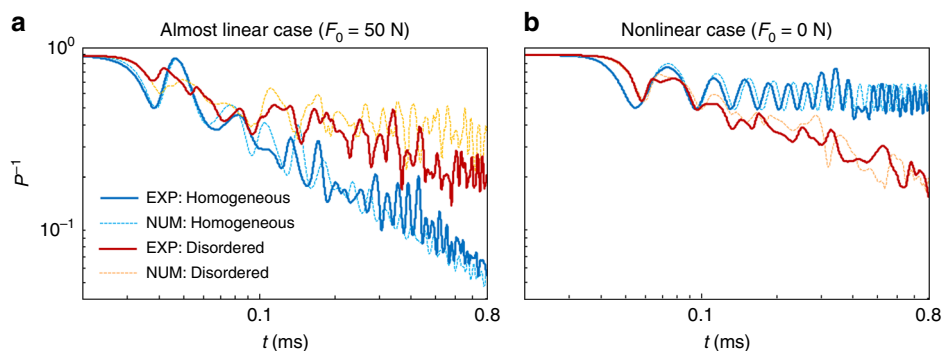 a
Almost linear case (F0 = 50 N)
10^0
10^−1
P^−1
EXP: Homogeneous
NUM: Homogeneous
EXP: Disordered
NUM: Disordered
0.1
0.8
t (ms)
b
Nonlinear case (F0 = 0 N)
0.1
0.8
t (ms)